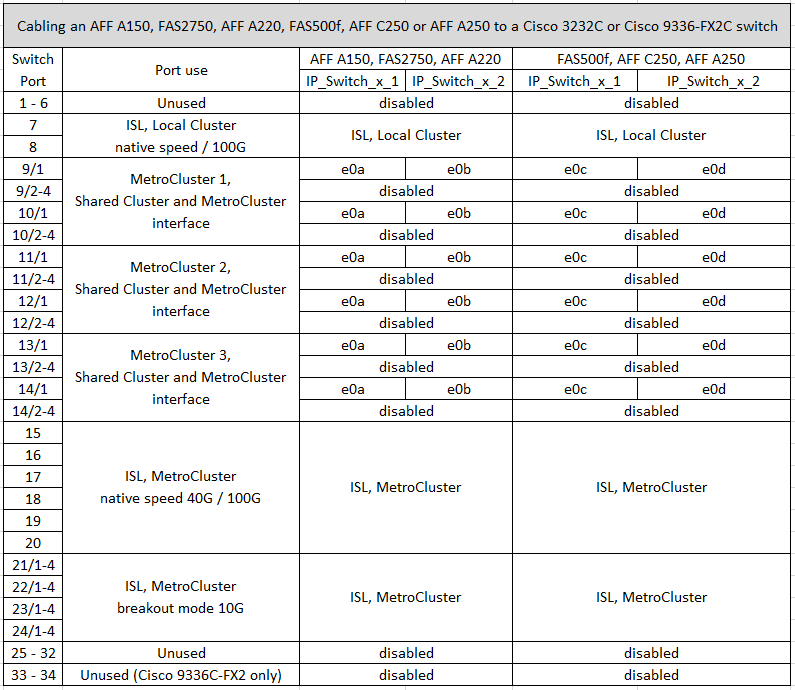 Cabling an AFF A150, FAS2750, AFF A220, FAS500f, AFF C250 or AFF A250 to a Cisco 3232C or Cisco 9336-FX2C switch
Switch Port
Port use
AFF A150, FAS2750, AFF A220
FAS500f, AFF C250, AFF A250
IP_Switch_x_1
IP_Switch_x_2
IP_Switch_x_1
IP_Switch_x_2
1 - 6
Unused
disabled
disabled
7
8
ISL, Local Cluster
native speed / 100G
ISL, Local Cluster
ISL, Local Cluster
MetroCluster 1,
Shared Cluster and MetroCluster
interface
9/1
e0a
e0b
e0c
e0d
9/2-4
disabled
disabled
10/1
e0a
e0b
e0c
e0d
10/2-4
disabled
disabled
MetroCluster 2,
Shared Cluster and MetroCluster
interface
11/1
e0a
e0b
e0c
e0d
11/2-4
disabled
disabled
12/1
e0a
e0b
e0c
e0d
12/2-4
disabled
disabled
MetroCluster 3,
Shared Cluster and MetroCluster
interface
13/1
e0a
e0b
e0c
e0d
13/2-4
disabled
disabled
14/1
e0a
e0b
e0c
e0d
14/2-4
disabled
disabled
15
16
17
18
19
20
ISL, MetroCluster
native speed 40G / 100G
ISL, MetroCluster
ISL, MetroCluster
21/1-4
22/1-4
23/1-4
24/1-4
ISL, MetroCluster
breakout mode 10G
ISL, MetroCluster
ISL, MetroCluster
25 - 32
Unused
disabled
disabled
33 - 34
Unused (Cisco 9336C-FX2 only)
disabled
disabled